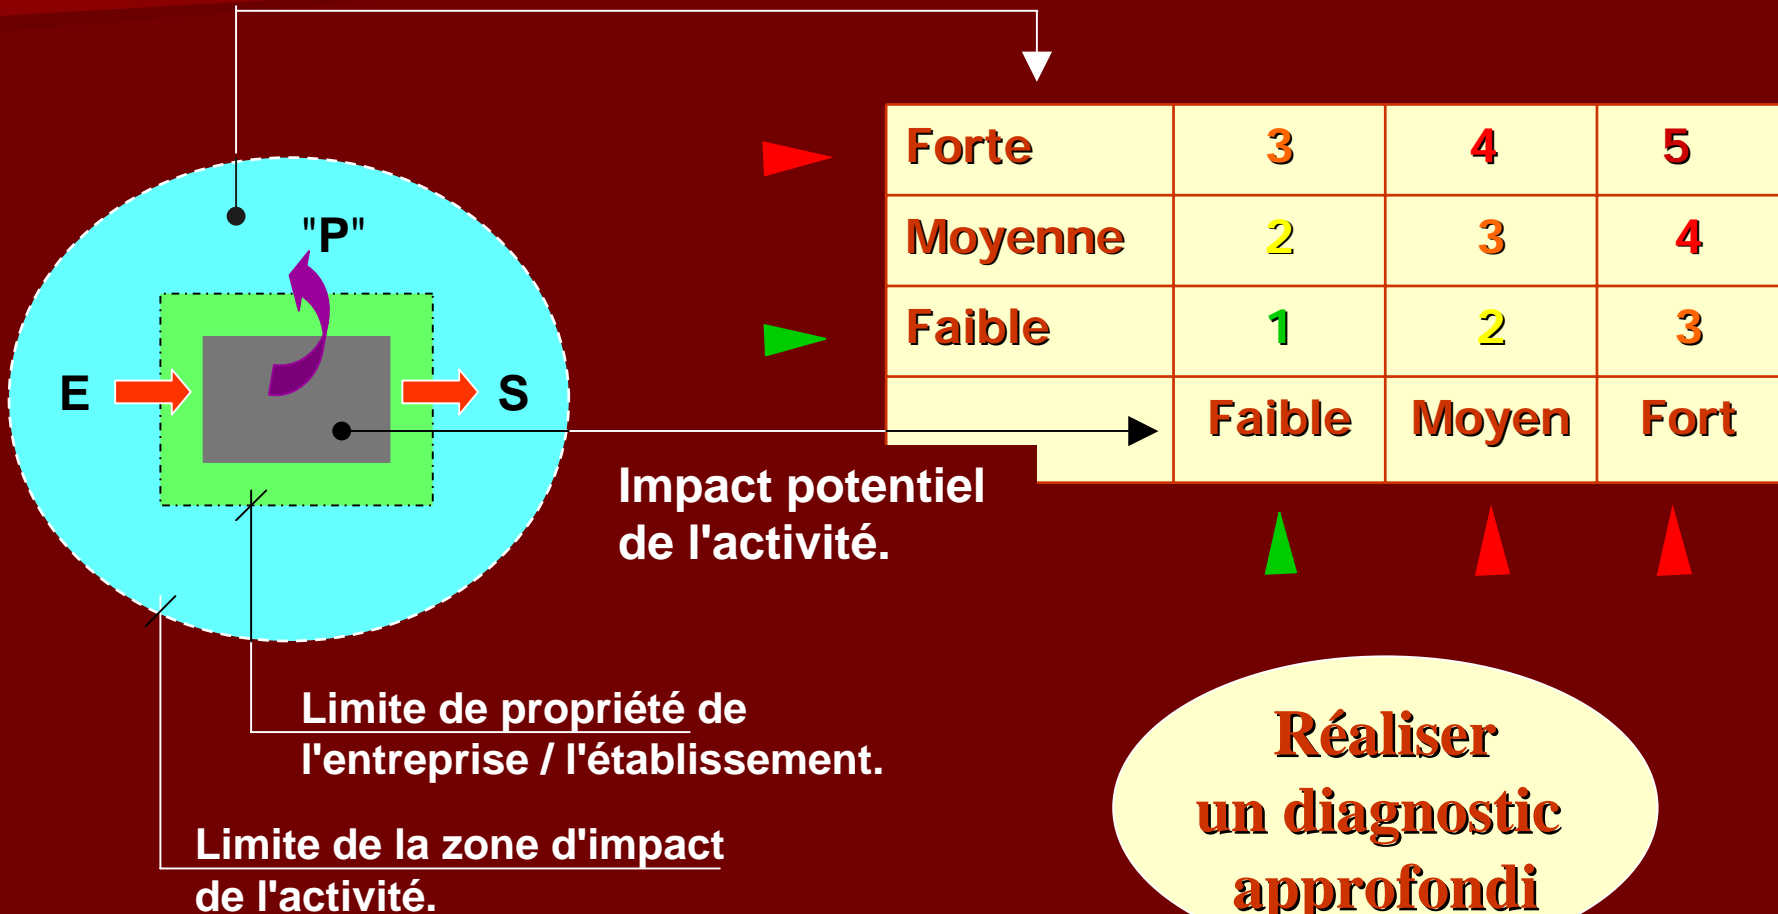 Forte 3 4 5
Moyenne 2 3 4
Faible 1 2 3
Faible Moyen Fort
"P"
E
S
Impact potentiel
de l'activité.
Limite de propriété de
l'entreprise / l'établissement.
Limite de la zone d'impact
de l'activité.
Réaliser
un diagnostic
approfondi